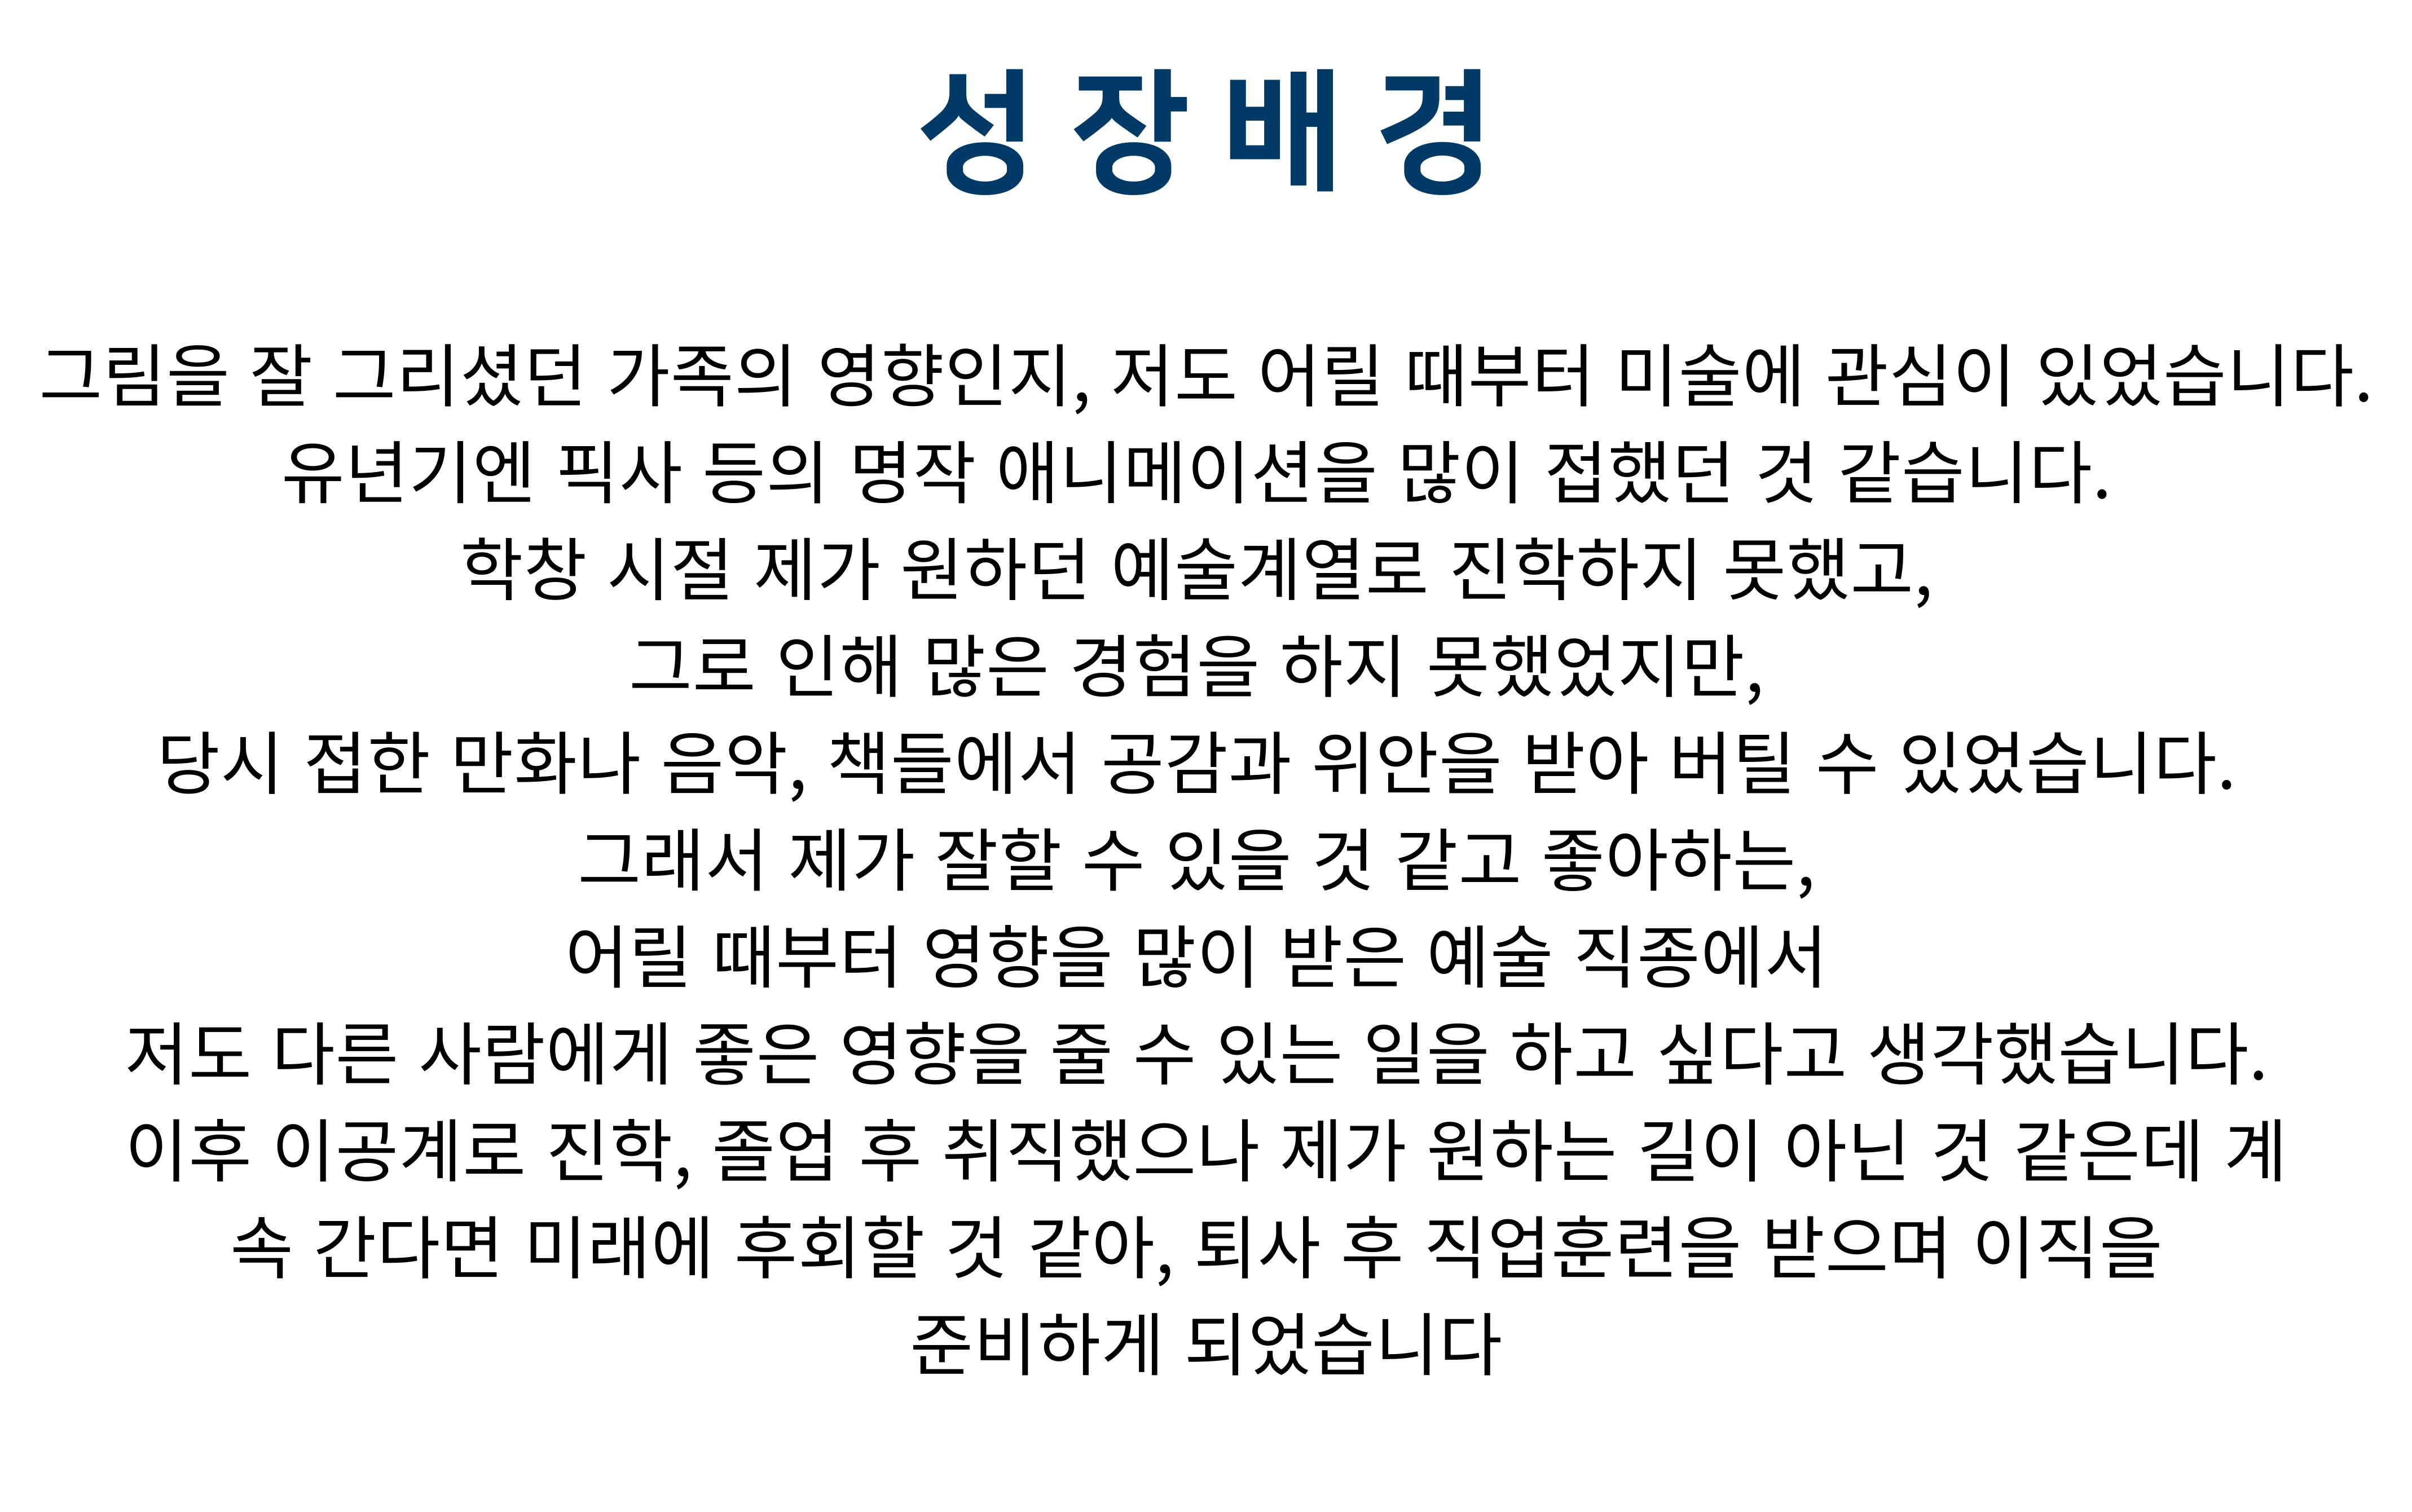 성장배경
그림을 잘 그리셨던 가족의 영향인지, 저도 어릴 때부터 미술에 관심이 있었습니다.
유년기엔 픽사 등의 명작 애니메이션을 많이 접했던 것 같습니다.
학창 시절 제가 원하던 예술계열로 진학하지 못했고,
그로 인해 많은 경험을 하지 못했었지만,
당시 접한 만화나 음악, 책들에서 공감과 위안을 받아 버틸 수 있었습니다.
그래서 제가 잘할 수 있을 것 같고 좋아하는,
어릴 때부터 영향을 많이 받은 예술 직종에서
저도 다른 사람에게 좋은 영향을 줄 수 있는 일을 하고 싶다고 생각했습니다.
이후 이공계로 진학, 졸업 후 취직했으나 제가 원하는 길이 아닌 것 같은데 계
속 간다면 미래에 후회할 것 같아, 퇴사 후 직업훈련을 받으며 이직을
준비하게 되었습니다